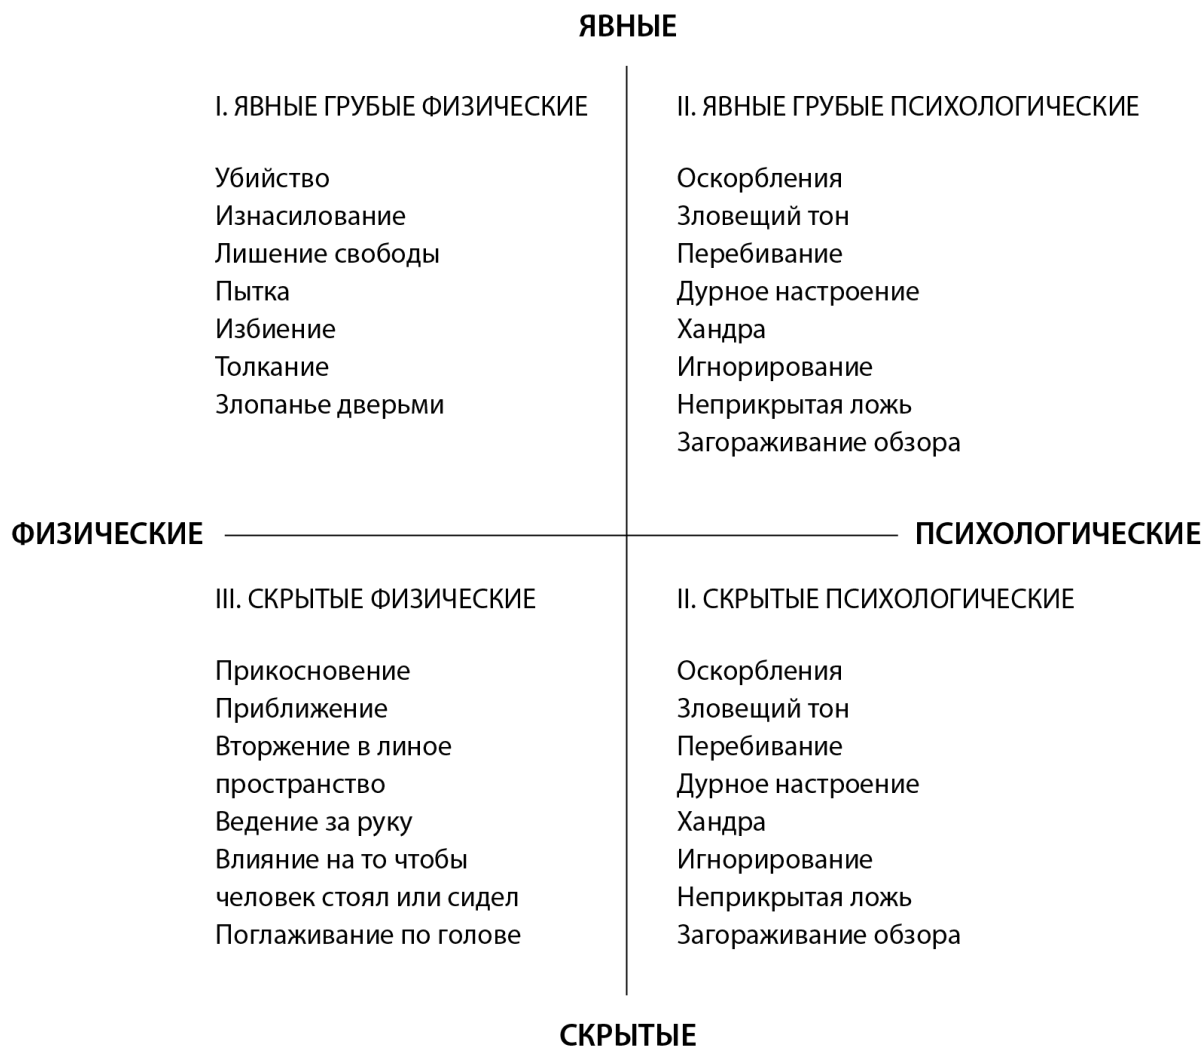 ЯВНЫЕ
I. ЯВНЫЕ ГРУБЫЕ ФИЗИЧЕСКИЕ
Убийство
Изнасилование
Лишение свободы
Пытка
Избиение
Толкание
Злопанье дверьми
II. ЯВНЫЕ ГРУБЫЕ ПСИХОЛОГИЧЕСКИЕ
Оскорбления
Зловещий тон
Перебивание
Дурное настроение
Хандра
Игнорирование
Неприкрытая ложь
Загораживание обзора
ФИЗИЧЕСКИЕ
ПСИХОЛОГИЧЕСКИЕ
III. СКРЫТЫЕ ФИЗИЧЕСКИЕ
Прикосновение
Приближение
Вторжение в линое
пространство
Ведение за руку
Влияние на то чтобы
человек стоял или сидел
Поглаживание по голове
II. СКРЫТЫЕ ПСИХОЛОГИЧЕСКИЕ
Оскорбления
Зловещий тон
Перебивание
Дурное настроение
Хандра
Игнорирование
Неприкрытая ложь
Загораживание обзора
СКРЫТЫЕ